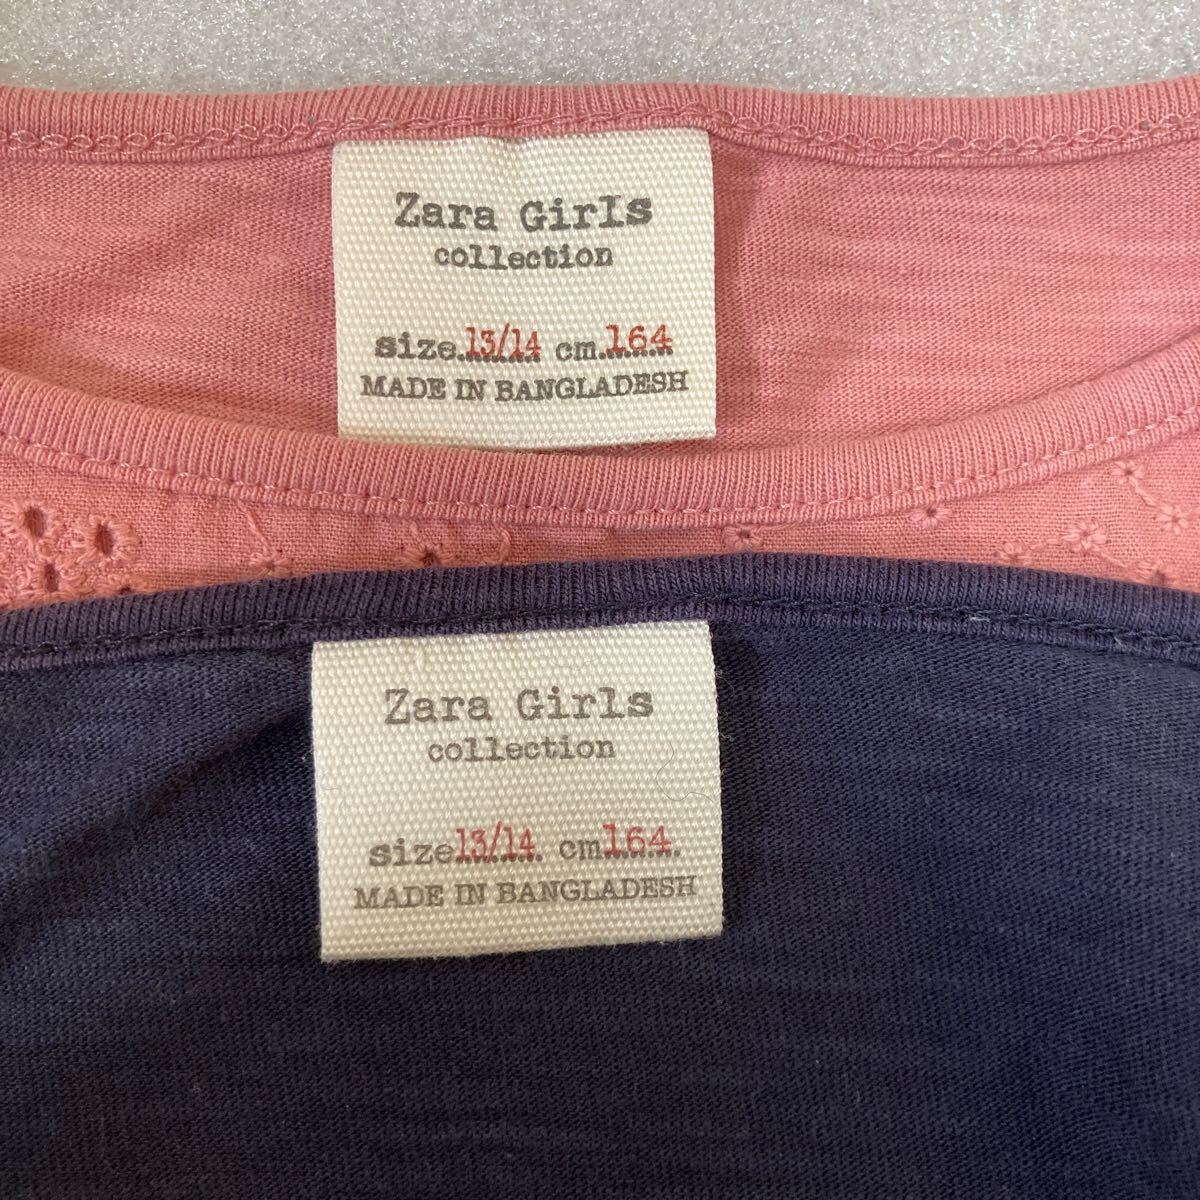 Zara Girls
collection
size.13/14 cm.164
MADE IN BANGLADESH
Zara Girls
collection
size.13/14. cm.164.
MADE IN BANGLADESH